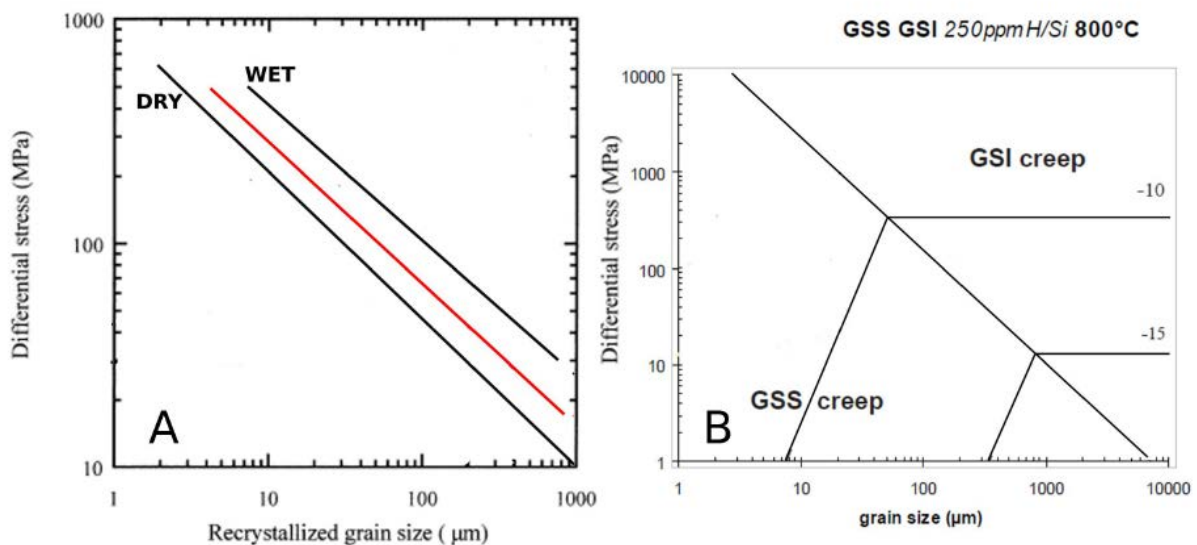 1000
100
10
Differential stress (MPa)
WET
DRY
A
1
10
100
1000
Recrystallized grain size ( µm)
GSS GSI 250ppmH/Si 800°C
10000
1000
100
10
1
Differential stress (MPa)
GSI creep
-10
-15
GSS creep
B
1
10
100
1000
10000
grain size (µm)